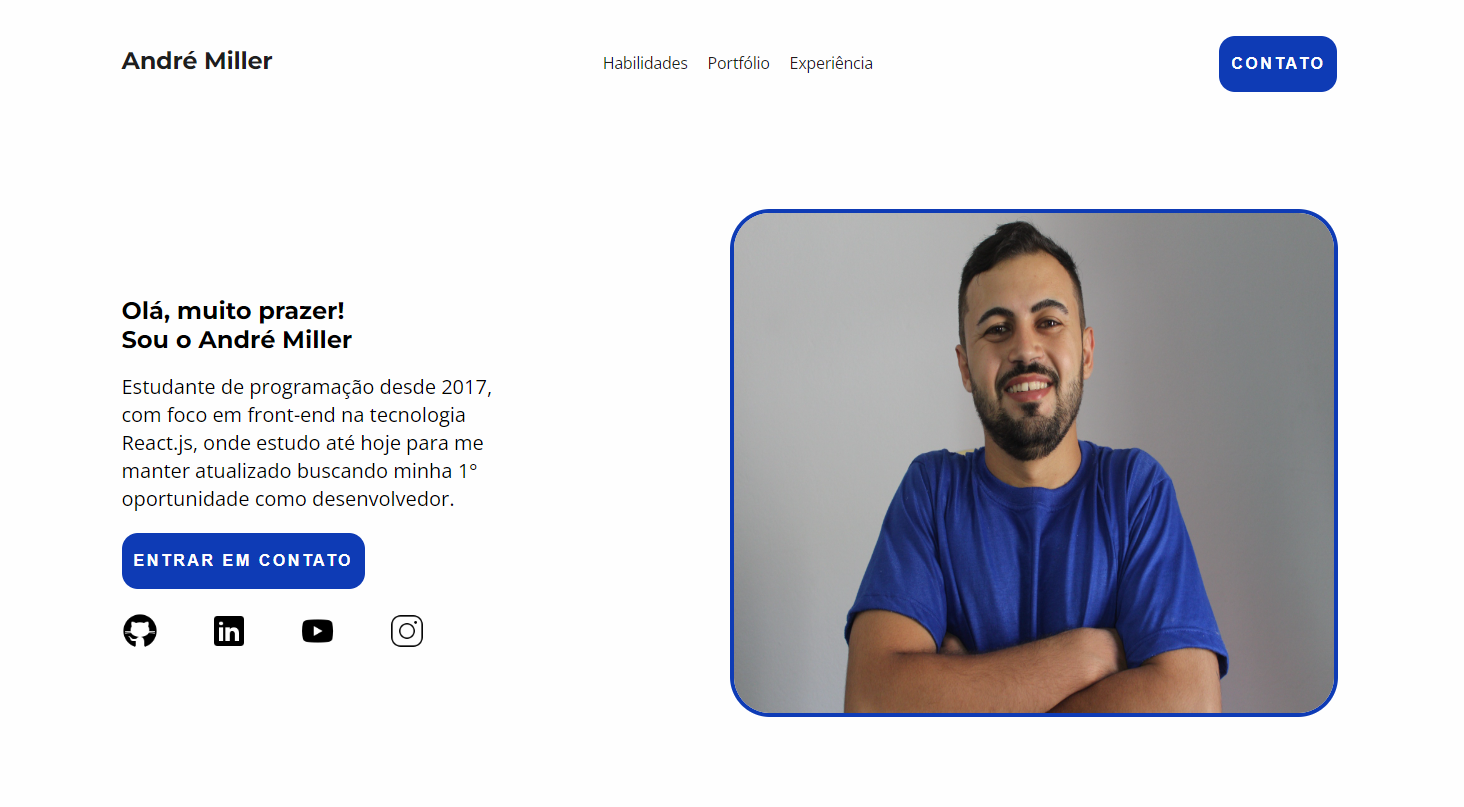 André Miller
Habilidades Portfólio Experiência
CONTATO
Olá, muito prazer!
Sou o André Miller
Estudante de programação desde 2017,
com foco em front-end na tecnologia
React.js, onde estudo até hoje para me
manter atualizado buscando minha 1°
oportunidade como desenvolvedor.
ENTRAR EM CONTATO
in